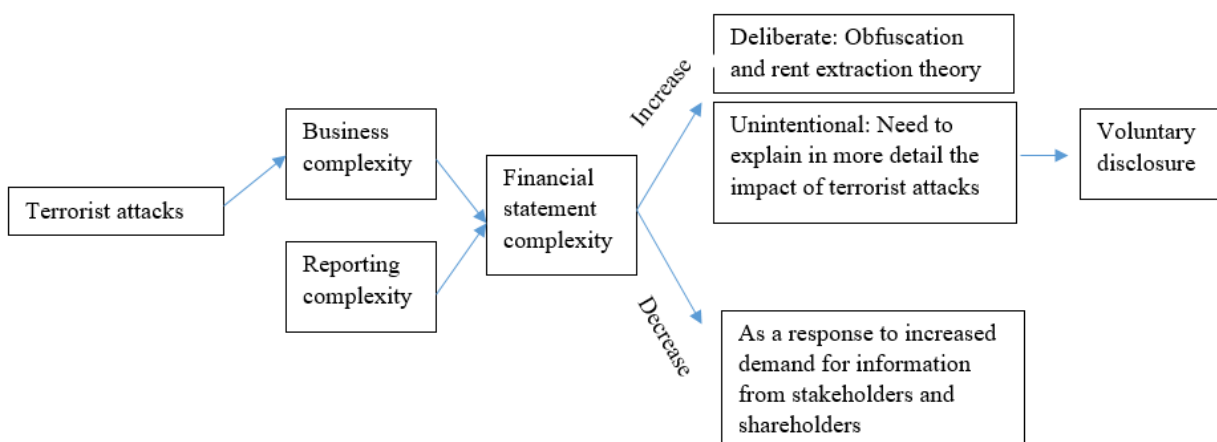 Terrorist attacks
Business
complexity
Reporting
complexity
Financial
statement
complexity
Increase
Decrease
Deliberate: Obfuscation
and rent extraction theory
Unintentional: Need to
explain in more detail the
impact of terrorist attacks
Voluntary
disclosure
As a response to increased
demand for information
from stakeholders and
shareholders